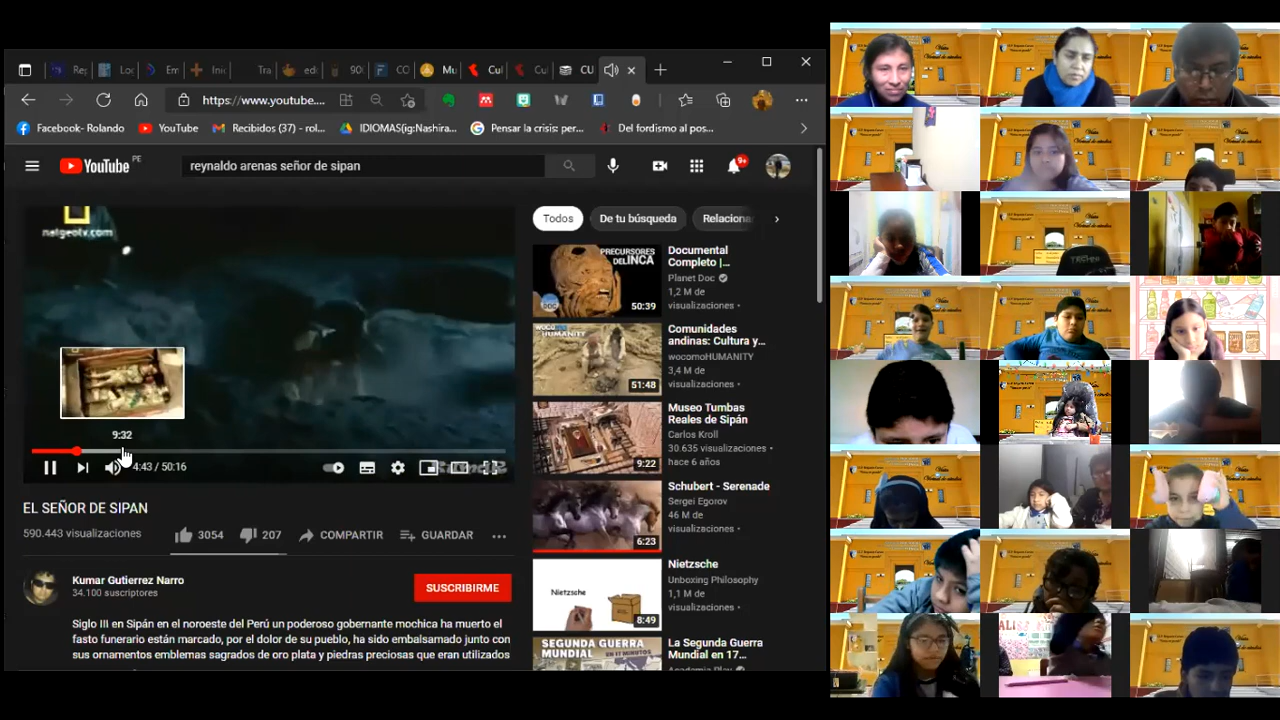 Re
Loc
Em
Ini
Tra
edi
90
CO
Mu
Cul
Cu
CU
https://www.youtube...
Facebook- Rolando
YouTube
Recibidos (37) - rol...
IDIOMAS(ig:Nashira...
Pensar la crisis: per...
Del fordismo al pos...
YouTube PE
reynaldo arenas señor de sipan
9+
natgeotv.com
9:32
4:43 / 50:16
EL SEÑOR DE SIPAN
590.443 visualizaciones
3054
COMPARTIR
GUARDAR
Kumar Gutierrez Narro
34.100 suscriptores
SUSCRIBIRME
Siglo III en Sipán en el noroeste del Perú un poderoso gobernante mochica ha muerto el
fasto funerario están marcado, por el dolor de su pueblo ha sido embalsamado junto con
sus ornamentos emblemas sagrados de oro plata y piedras preciosas que eran utilizados
Todos
De tu búsqueda
Relaciona
PRECURSORES
DEL INCA
50:39
Documental
Completo |...
Planet Doc
1,2 M de
visualizaciones •
51:48
Comunidades
andinas: Cultura y...
wocomoHUMANITY
3,4 M de
visualizaciones •
9:22
Museo Tumbas
Reales de Sipán
Carlos Kroll
30.635 visualizaciones •
hace 6 años
6:23
Schubert - Serenade
Sergei Egorov
46 M de
visualizaciones •
Nietzsche
8:49
Nietzsche
Unboxing Philosophy
1,1 M de
visualizaciones •
SEGUNDA GUERRA
MUNDIAL EN 17 MINUTOS
La Segunda Guerra
Mundial en 17...
Academia Play